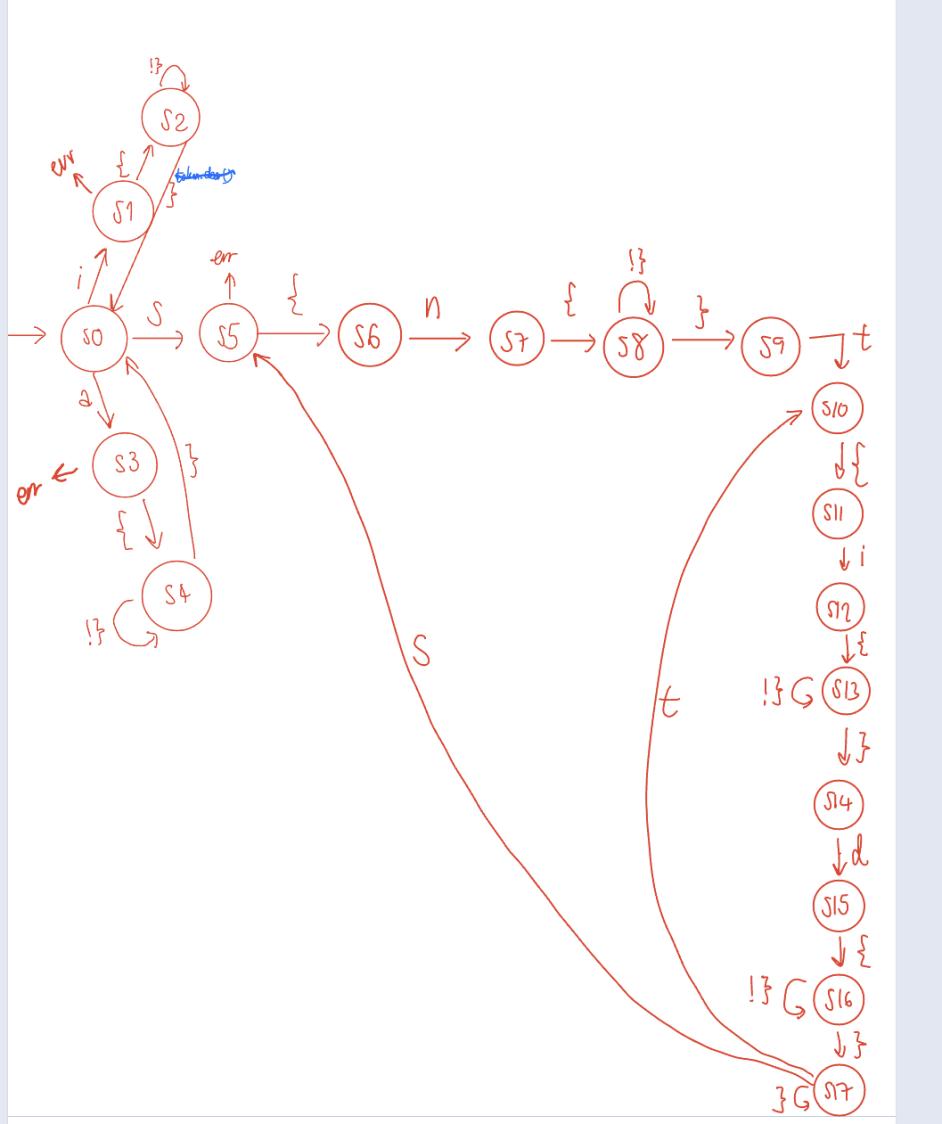 !}
S2
err
{
}
S1
i
err
{
!}
S0
S
S5
{
S6
n
S7
{
S8
}
S9
t
a
S10
S3
}
{
err
S11
{
i
S4
S12
!}
{
S
!}
S13
t
}
S14
d
S15
{
!}
S16
}
}
S17